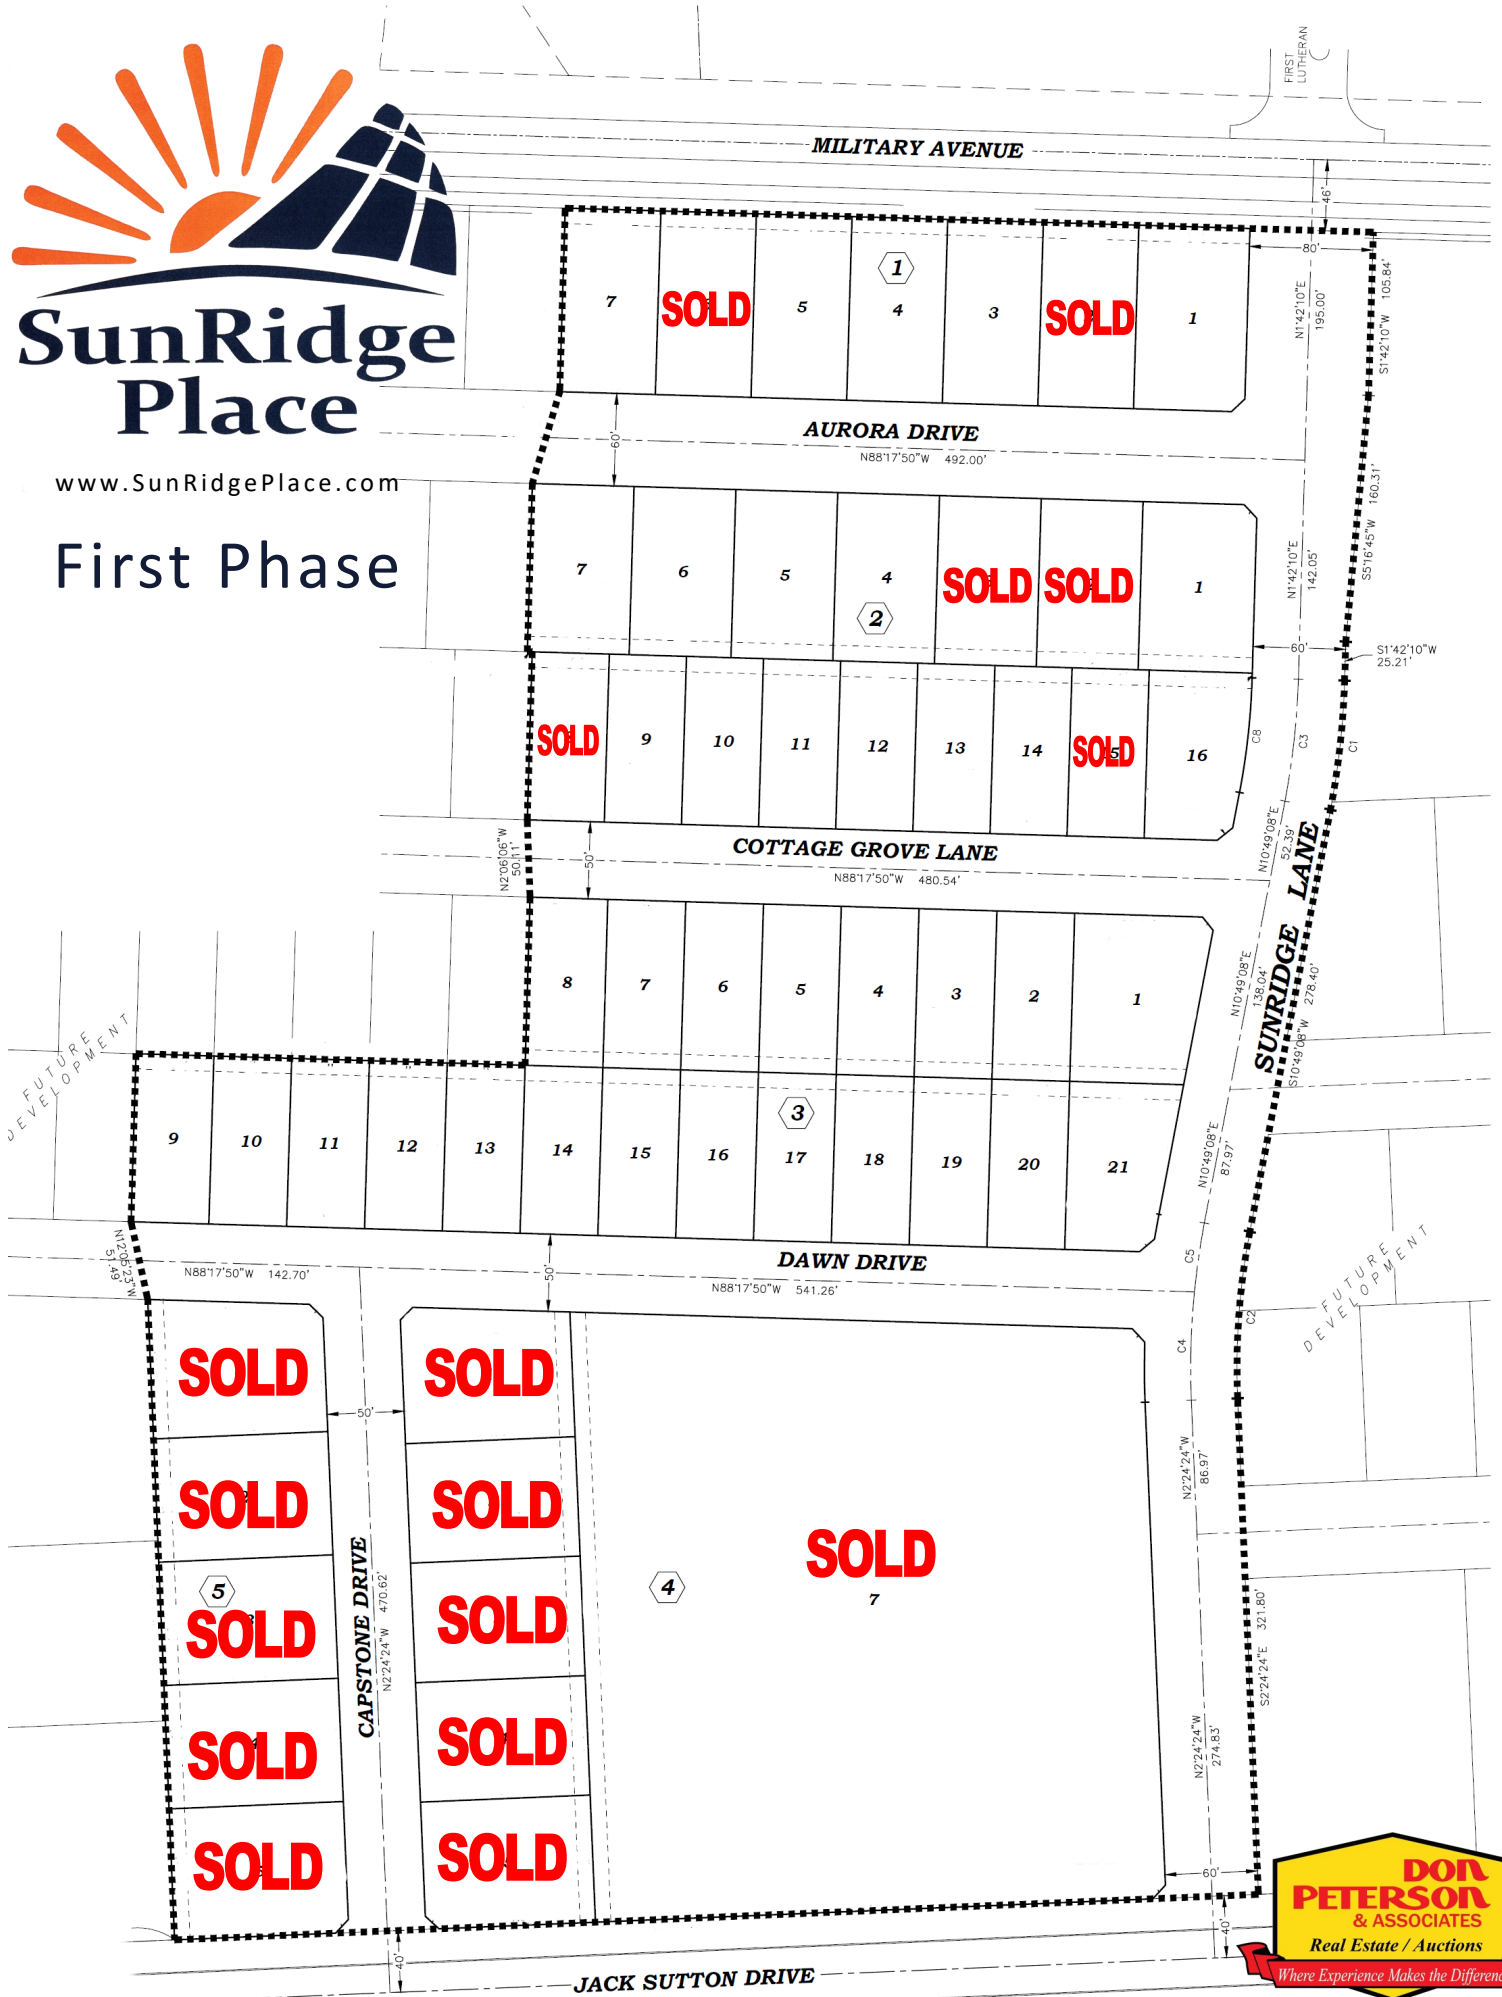 SunRidge
Place
www.SunRidgePlace.com
First Phase
FIRST
LUTHERAN
MILITARY AVENUE
46'
80'
1
7
SOLD
5
4
3
SOLD
1
N1°42'10"E
195.00'
S1°42'10"W 105.84'
60'
AURORA DRIVE
N88°17'50"W 492.00'
S5°16'45"W 160.31'
7
6
5
4
SOLD
SOLD
1
2
N1°42'10"E
142.05'
60'
S1°42'10"W
25.21'
SOLD
9
10
11
12
13
14
SOLD
16
C8
C3
C1
N2°06'06"W
50.11'
50'
COTTAGE GROVE LANE
N88°17'50"W 480.54'
N10°49'08"E
52.39'
SUNRIDGE LANE
8
7
6
5
4
3
2
1
N10°49'08"E
138.04'
S10°49'08"W 278.40'
FUTURE
DEVELOPMENT
3
9
10
11
12
13
14
15
16
17
18
19
20
21
N10°49'08"E
87.97'
N12°05'23"W
51.49'
N88°17'50"W 142.70'
50'
DAWN DRIVE
N88°17'50"W 541.26'
C5
C4
C2
FUTURE
DEVELOPMENT
SOLD
SOLD
50'
SOLD
SOLD
N2°24'24"W
86.97'
5
SOLD
SOLD
CAPSTONE DRIVE
N2°24'24"W 470.62'
4
SOLD
7
S2°24'24"E 321.80'
SOLD
SOLD
N2°24'24"W
274.83'
SOLD
SOLD
60'
40'
40'
JACK SUTTON DRIVE
DON
PETERSON
& ASSOCIATES
Real Estate / Auctions
Where Experience Makes the Differenc